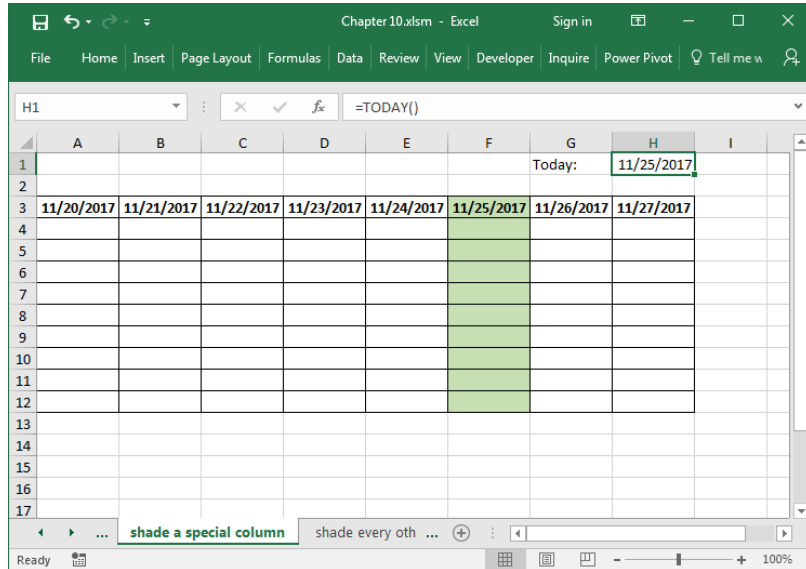 Chapter 10.xlsm - Excel Sign in
File Home Insert Page Layout Formulas Data Review View Developer Inquire Power Pivot Tell me w
H1 fx =TODAY()
A B C D E F G H I
1 Today: 11/25/2017
2
3 11/20/2017 11/21/2017 11/22/2017 11/23/2017 11/24/2017 11/25/2017 11/26/2017 11/27/2017
4
5
6
7
8
9
10
11
12
13
14
15
16
17
... shade a special column shade every oth ...
Ready 100%